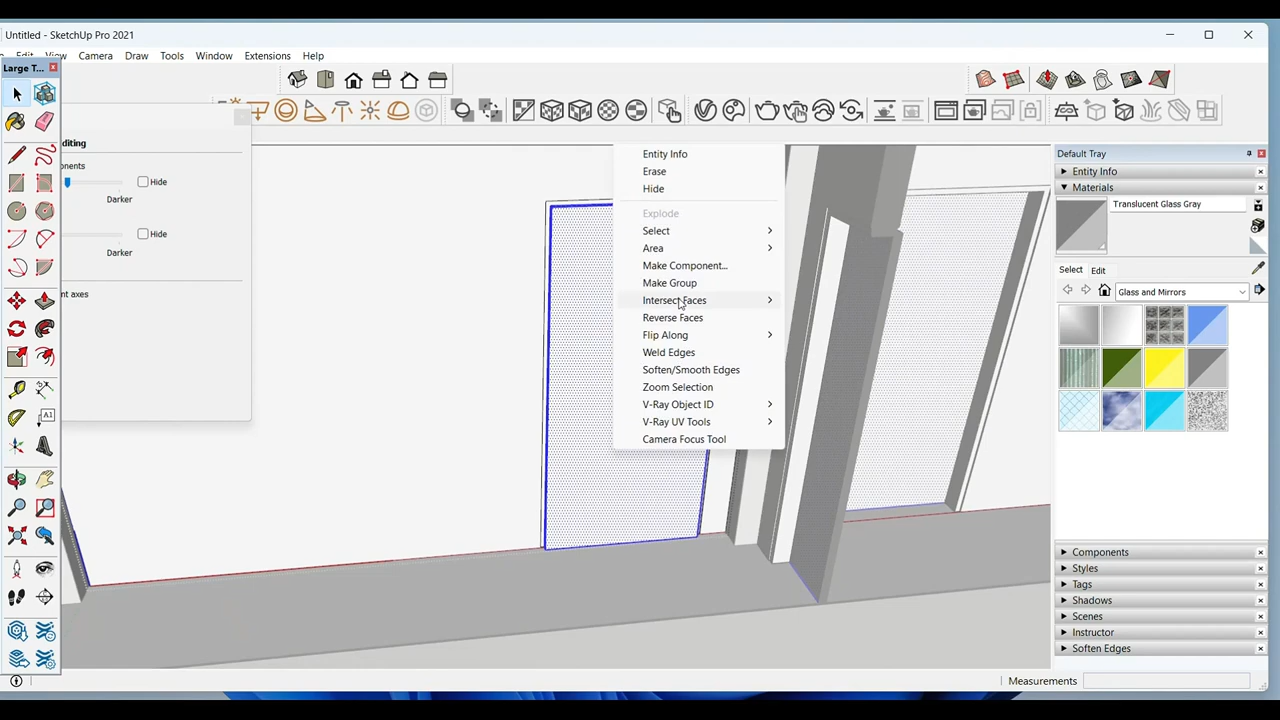 Untitled - SketchUp Pro 2021
Edit View Camera Draw Tools Window Extensions Help
Large T...
diting
onents
Hide
Darker
Hide
Darker
nt axes
A1
Entity Info
Erase
Hide
Explode
Select
Area
Make Component...
Make Group
Intersect Faces
Reverse Faces
Flip Along
Weld Edges
Soften/Smooth Edges
Zoom Selection
V-Ray Object ID
V-Ray UV Tools
Camera Focus Tool
Default Tray
Entity Info
Materials
Translucent Glass Gray
Select Edit
Glass and Mirrors
Components
Styles
Tags
Shadows
Scenes
Instructor
Soften Edges
Measurements